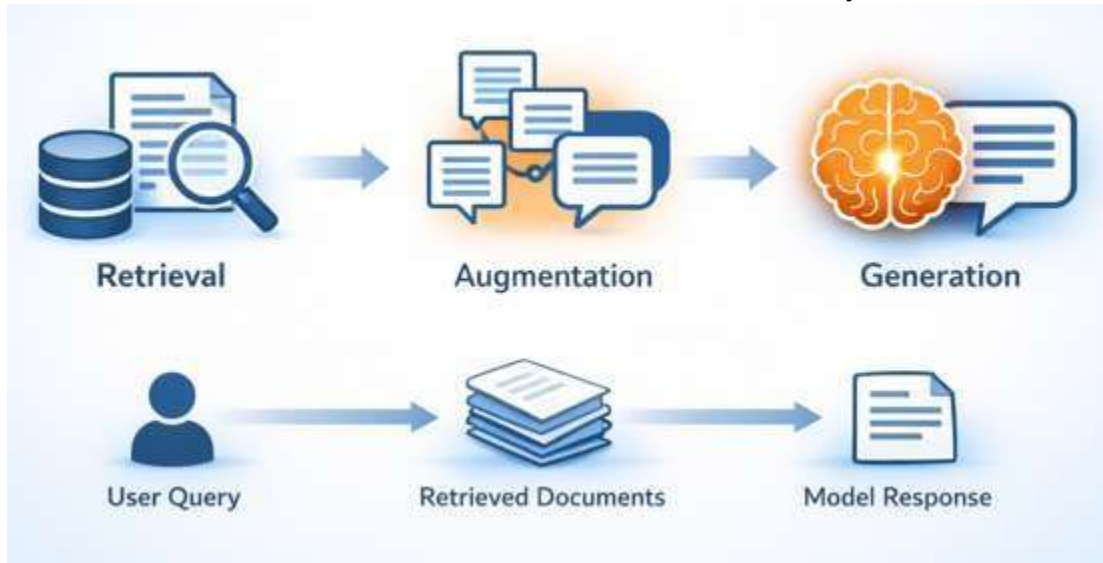 Retrieval
Augmentation
Generation
User Query
Retrieved Documents
Model Response